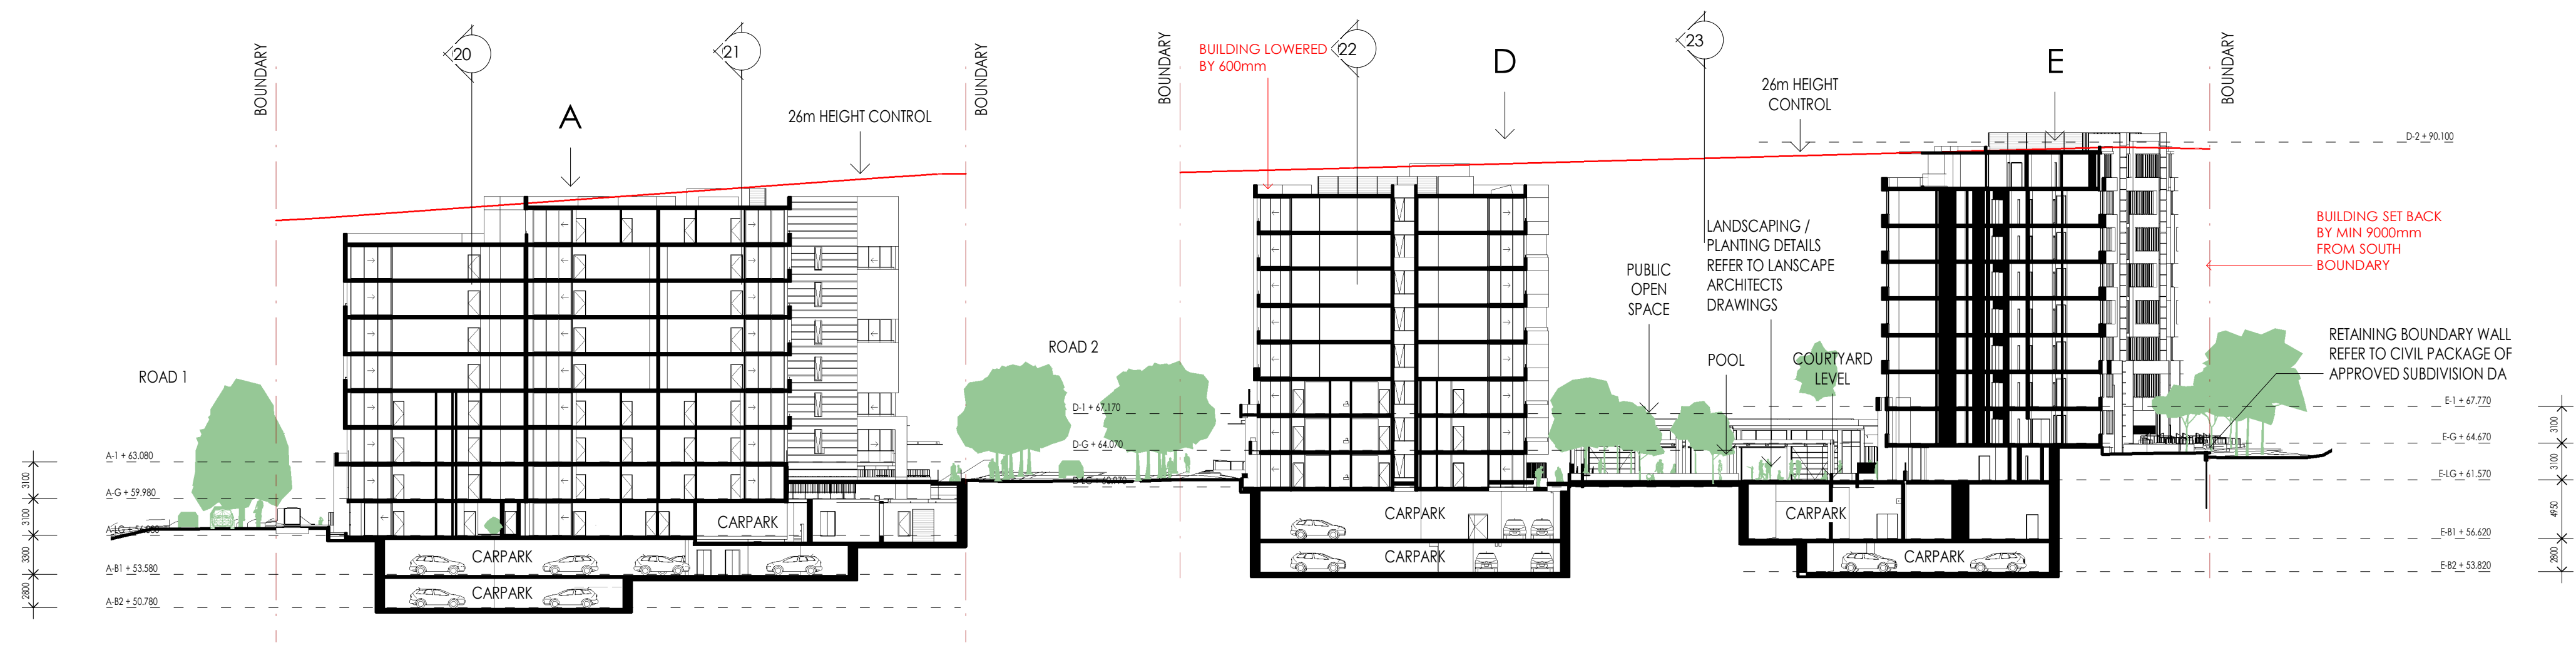 BOUNDARY
20
21
A
26m HEIGHT CONTROL
BOUNDARY
BOUNDARY
BUILDING LOWERED
BY 600mm
22
D
23
26m HEIGHT
CONTROL
E
BOUNDARY
D-2 + 90.100
BUILDING SET BACK
BY MIN 9000mm
FROM SOUTH
BOUNDARY
LANDSCAPING /
PLANTING DETAILS
REFER TO LANSCAPE
ARCHITECTS
DRAWINGS
PUBLIC
OPEN
SPACE
POOL
COURTYARD
LEVEL
RETAINING BOUNDARY WALL
REFER TO CIVIL PACKAGE OF
APPROVED SUBDIVISION DA
ROAD 1
ROAD 2
D-1 + 67.170
D-G + 64.070
E-1 + 67.770
E-G + 64.670
E-LG + 61.570
E-B1 + 56.620
E-B2 + 53.820
3100
3100
4950
2800
A-1 + 63.080
A-G + 59.980
A-B1 + 53.580
A-B2 + 50.780
3100
3100
3300
2800
CARPARK
CARPARK
CARPARK
CARPARK
CARPARK
CARPARK
CARPARK